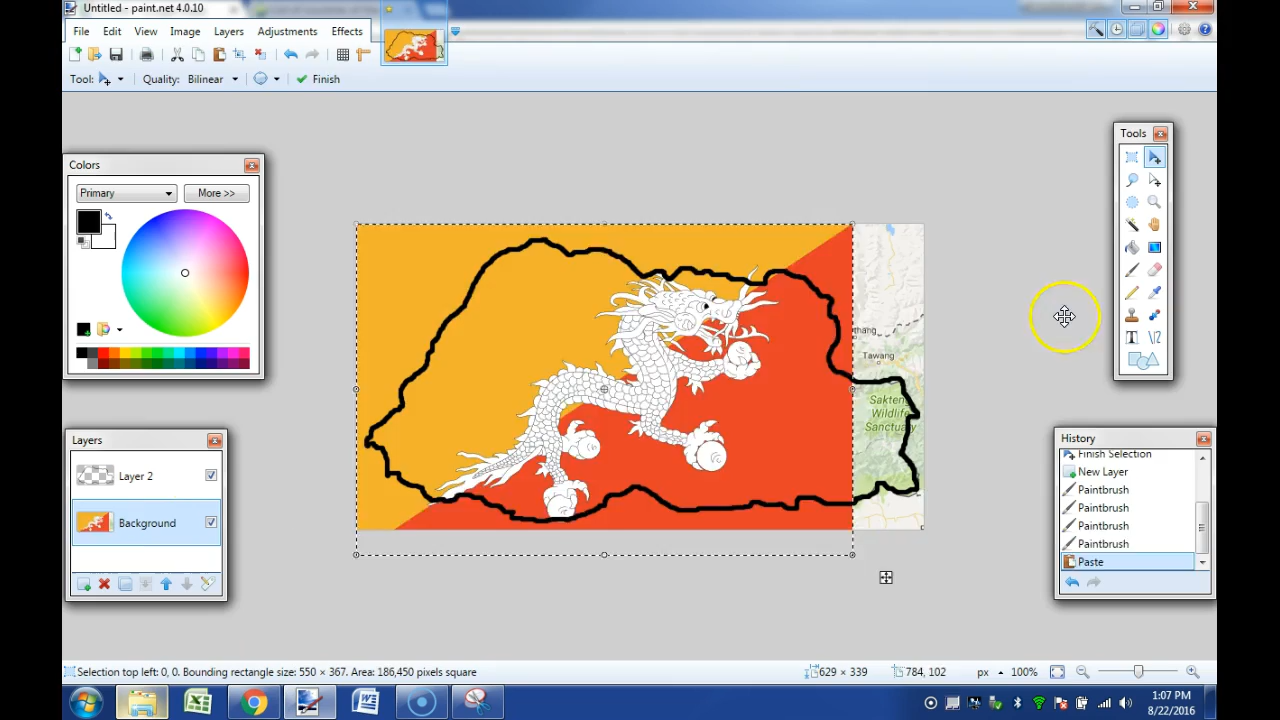 Untitled - paint.net 4.0.10
File Edit View Image Layers Adjustments Effects
Tool: Quality: Bilinear Finish
Colors
Primary More >>
Layers
Layer 2
Background
thang
Tawang
Sakteng
Wildlife
Sanctuary
Tools
History
Finish Selection
New Layer
Paintbrush
Paintbrush
Paintbrush
Paintbrush
Paste
Selection top left: 0, 0. Bounding rectangle size: 550 × 367. Area: 186,450 pixels square 629 × 339 784, 102 px 100%
1:07 PM
8/22/2016